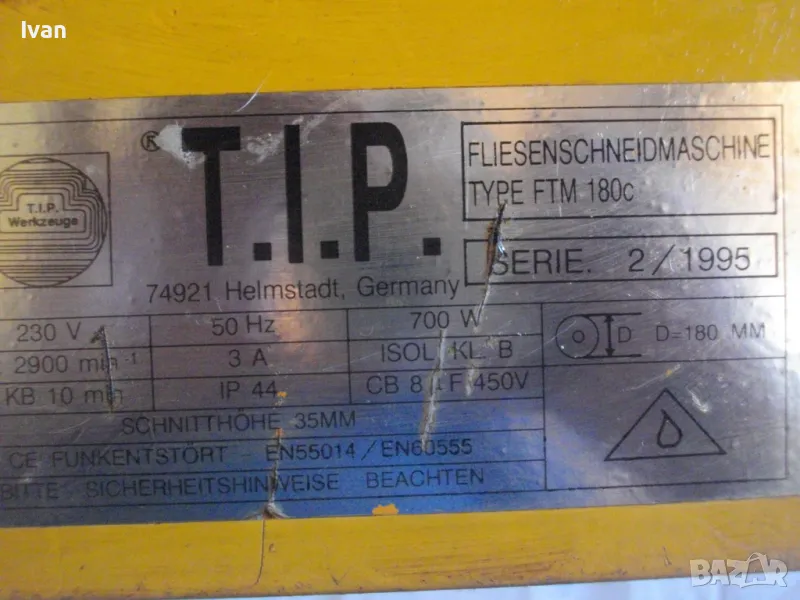 Ivan
® T.I.P.
T.I.P.
Werkzeuge
FLIESENSCHNEIDMASCHINE
TYPE FTM 180c
SERIE. 2/1995
74921 Helmstadt, Germany
230 V 50 Hz 700 W
2900 min⁻¹ 3 A ISOL. KL. B
KB 10 min IP 44 CB 8 µF 450V
D D=180 MM
SCHNITTHÖHE 35MM
CE FUNKENTSTÖRT EN55014/EN60555
BITTE SICHERHEITSHINWEISE BEACHTEN
BAZAR